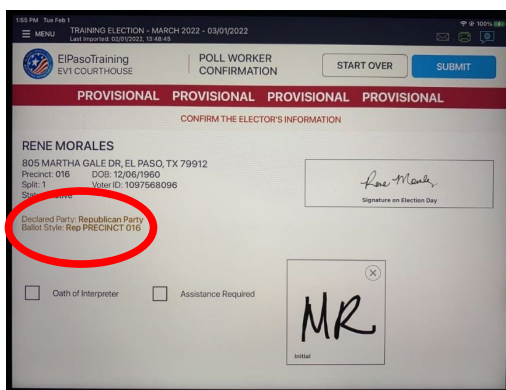 1:55 PM Tue Feb 1
100%
MENU
TRAINING ELECTION - MARCH 2022 - 03/01/2022
Last Imported: 02/01/2022, 13:48:45
ElPasoTraining
EV1 COURTHOUSE
POLL WORKER
CONFIRMATION
START OVER
SUBMIT
PROVISIONAL PROVISIONAL PROVISIONAL PROVISIONAL
CONFIRM THE ELECTOR'S INFORMATION
RENE MORALES
805 MARTHA GALE DR, EL PASO, TX 79912
Precinct: 016 DOB: 12/06/1960
Split: 1 Voter ID: 1097568096
Declared Party: Republican Party
Ballot Style: Rep PRECINCT 016
Rene Morales
Signature on Election Day
Oath of Interpreter
Assistance Required
MR
Initial